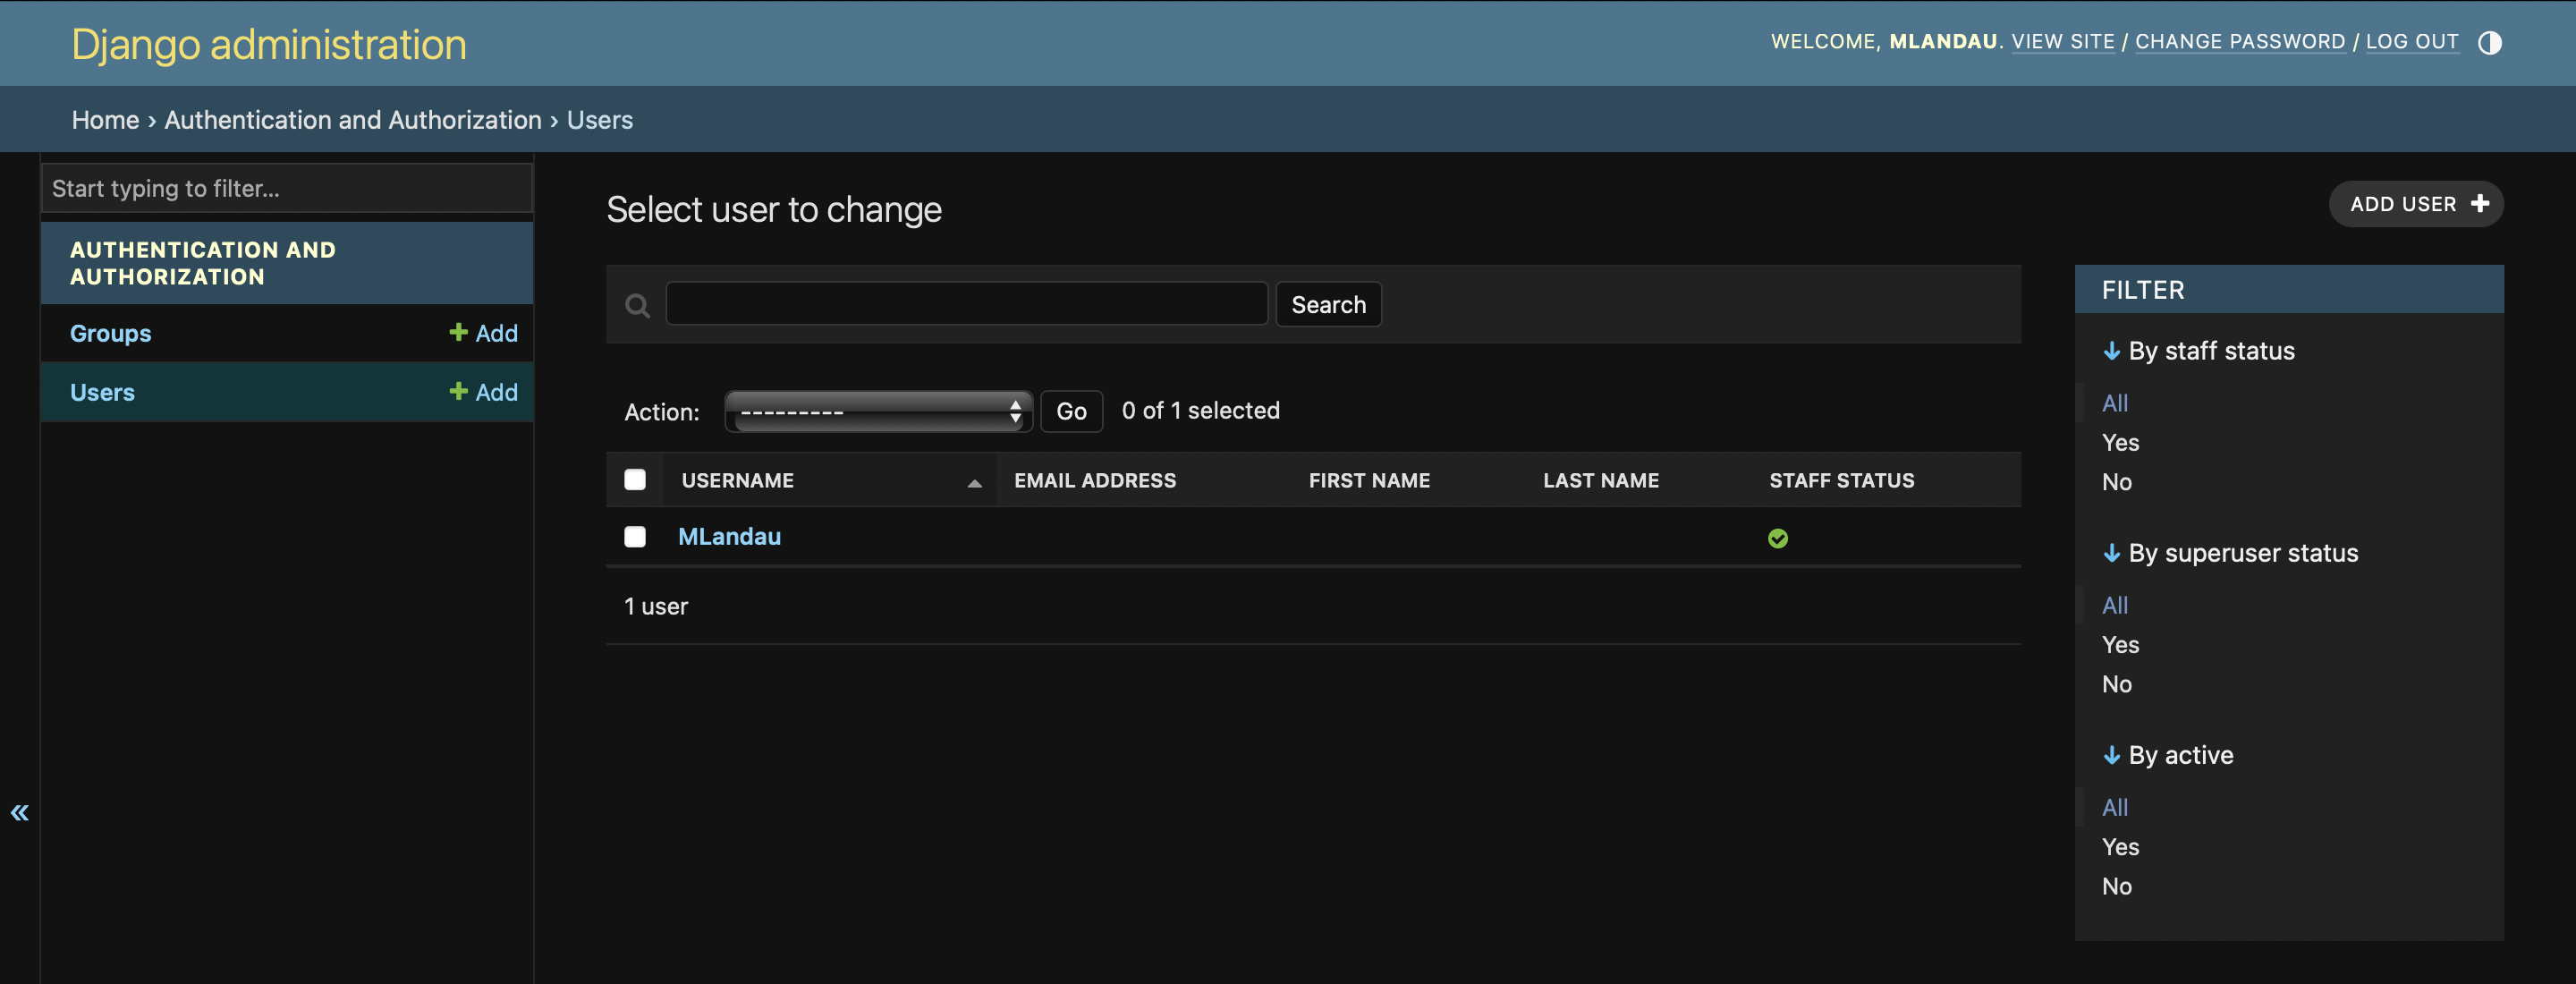 Django administration
WELCOME, MLANDAU. VIEW SITE / CHANGE PASSWORD / LOG OUT
Home › Authentication and Authorization › Users
Start typing to filter...
AUTHENTICATION AND
AUTHORIZATION
Groups + Add
Users + Add
«
Select user to change
ADD USER +
Search
Action: --------- Go 0 of 1 selected
USERNAME EMAIL ADDRESS FIRST NAME LAST NAME STAFF STATUS
MLandau
1 user
FILTER
↓ By staff status
All
Yes
No
↓ By superuser status
All
Yes
No
↓ By active
All
Yes
No